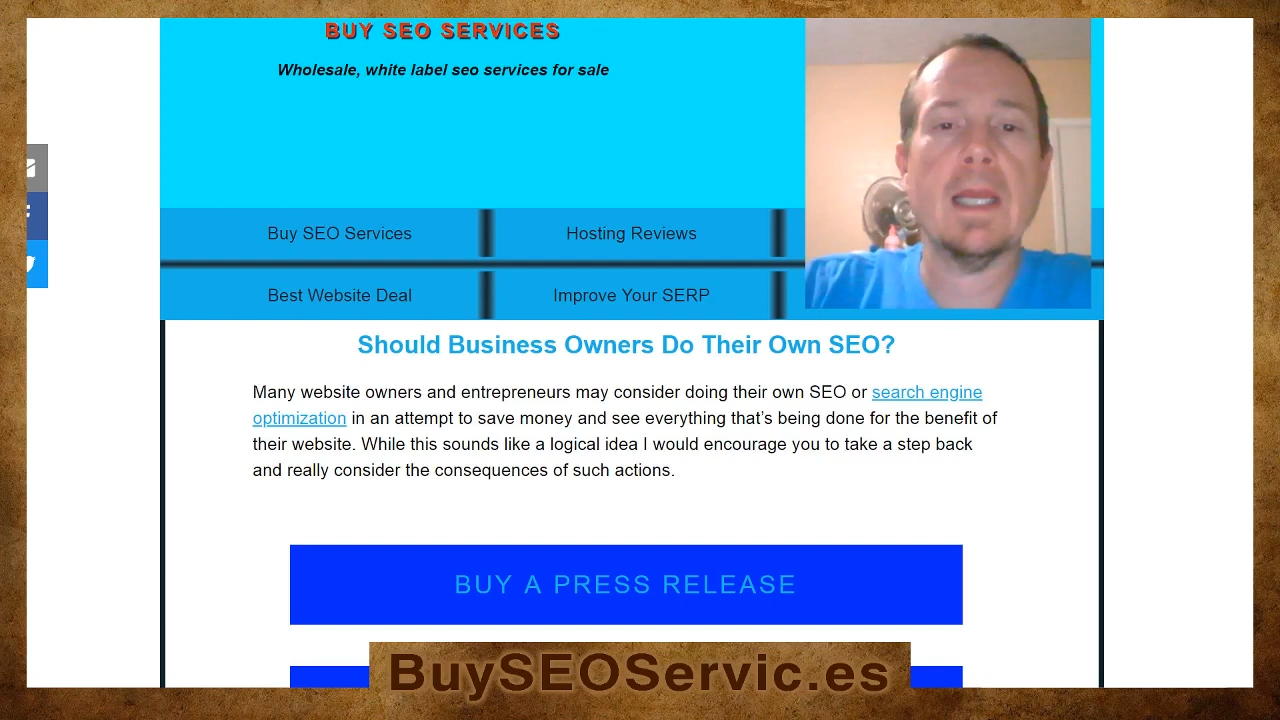 BUY SEO SERVICES
Wholesale, white label seo services for sale
Buy SEO Services
Hosting Reviews
Best Website Deal
Improve Your SERP
Should Business Owners Do Their Own SEO?
Many website owners and entrepreneurs may consider doing their own SEO or search engine
optimization in an attempt to save money and see everything that’s being done for the benefit of
their website. While this sounds like a logical idea I would encourage you to take a step back
and really consider the consequences of such actions.
BUY A PRESS RELEASE
BuySEOServic.es